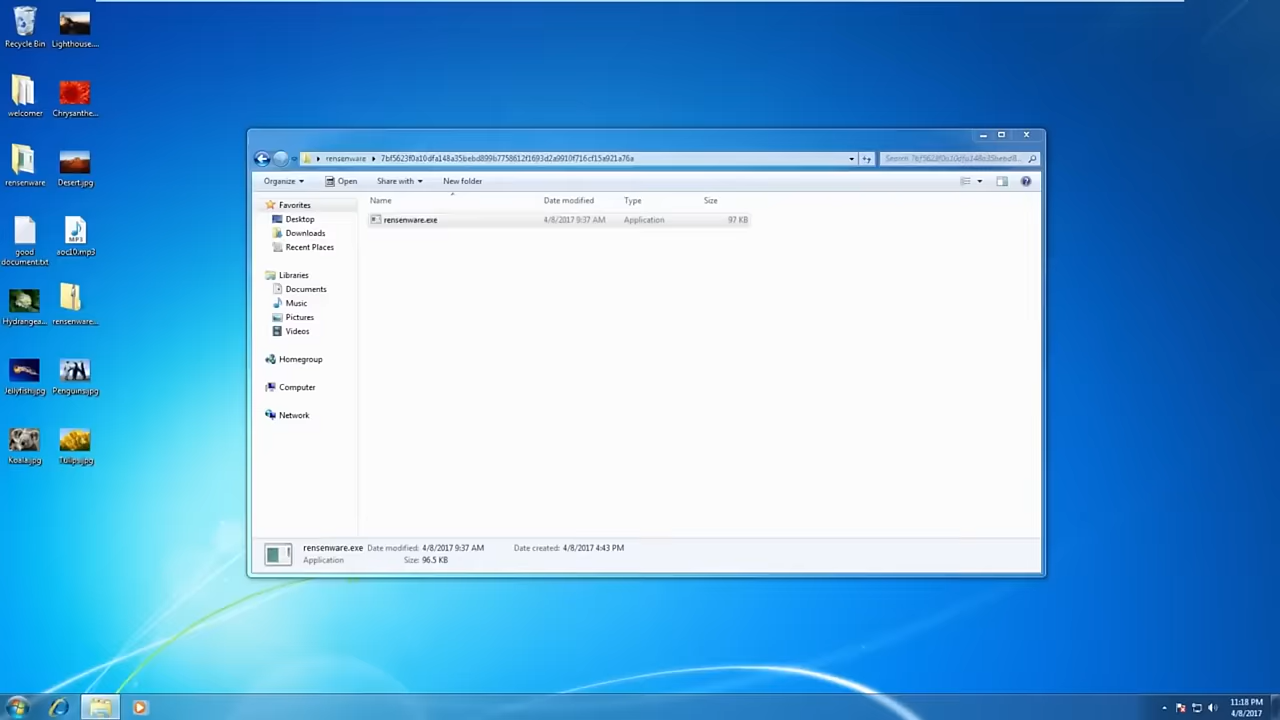 Recycle Bin
Lighthouse....
welcomer
Chrysanthe...
rensenware
Desert.jpg
good document.txt
MP3
aoc10.mp3
Hydrangea...
rensenware...
Jellyfish.jpg
Penguins.jpg
Koala.jpg
Tulips.jpg
rensenware
Organize
Open
Share with
New folder
Favorites
Desktop
Downloads
Recent Places
Libraries
Documents
Music
Pictures
Videos
Homegroup
Computer
Network
Name
Date modified
Type
Size
rensenware.exe
4/8/2017 9:37 AM
Application
97 KB
rensenware.exe Date modified: 4/8/2017 9:37 AM Date created: 4/8/2017 4:43 PM
Application Size: 96.5 KB
11:18 PM
4/8/2017